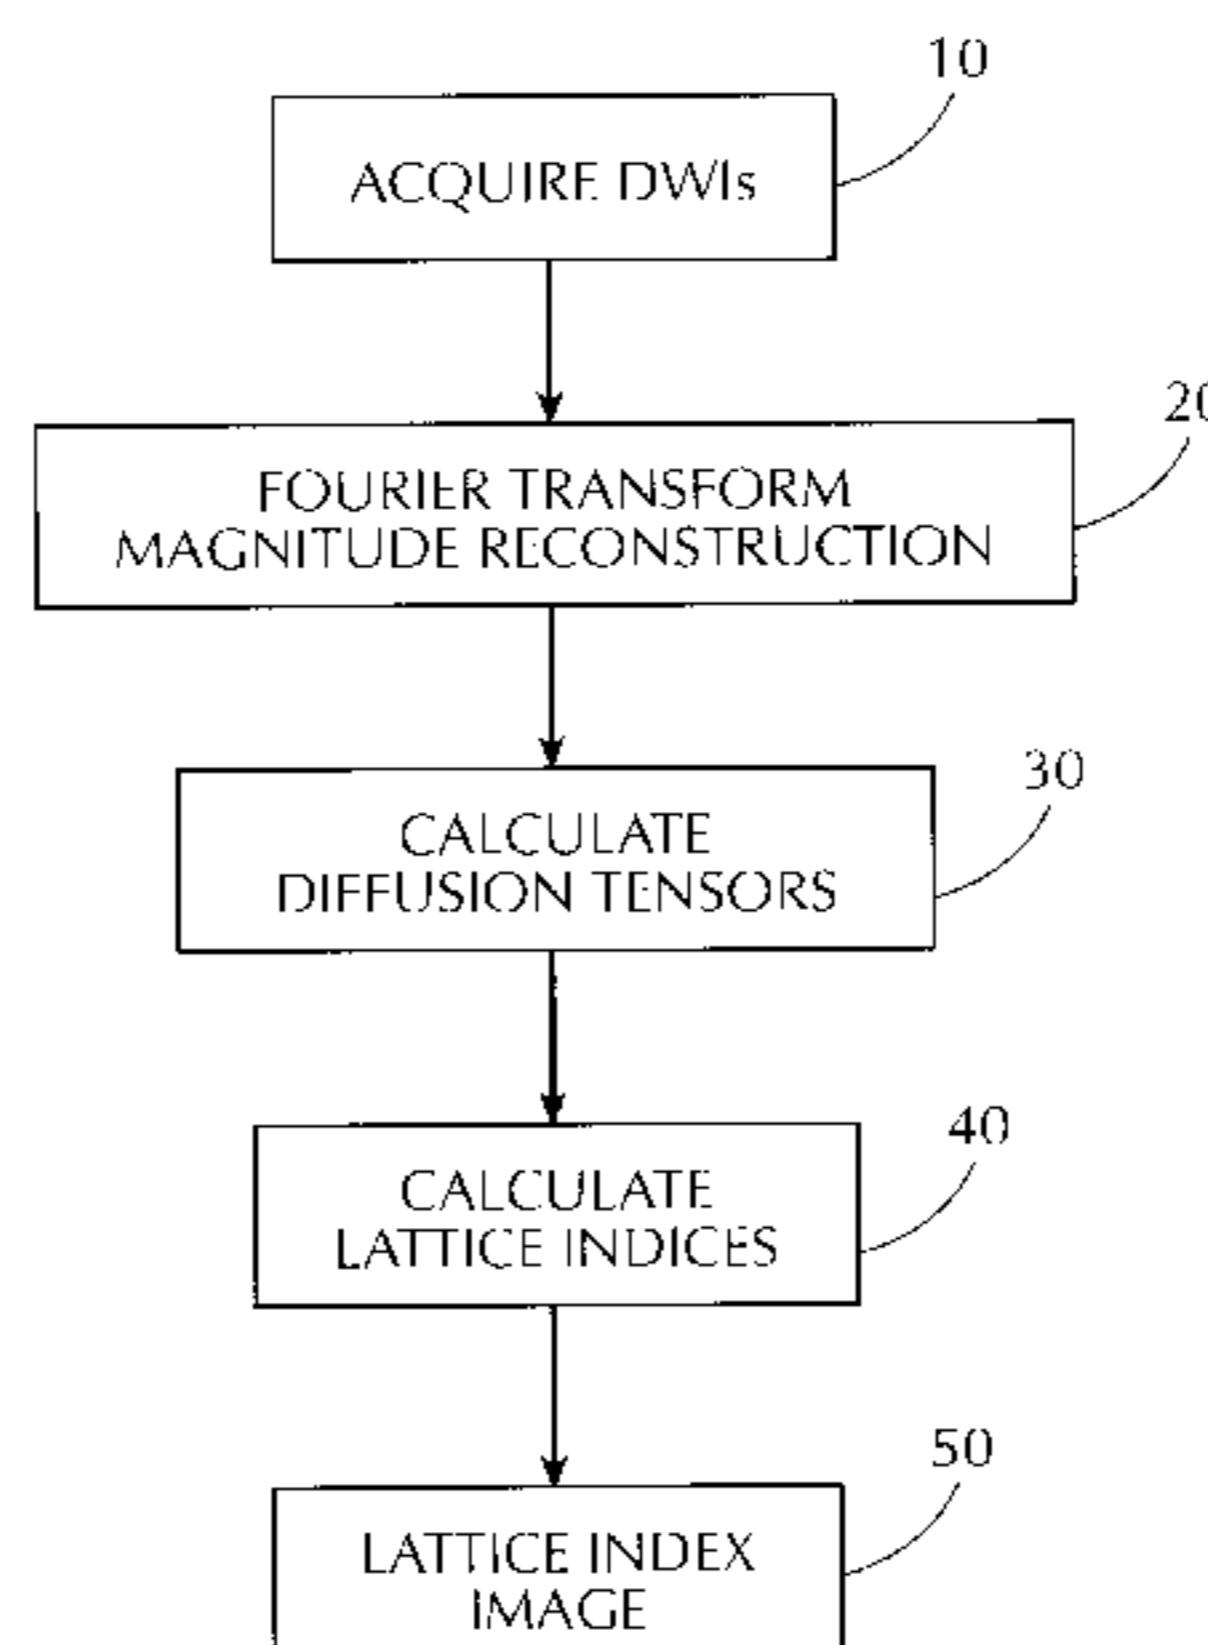 10
ACQUIRE DWIs
20
FOURIER TRANSFORM
MAGNITUDE RECONSTRUCTION
30
CALCULATE
DIFFUSION TENSORS
40
CALCULATE
LATTICE INDICES
50
LATTICE INDEX
IMAGE